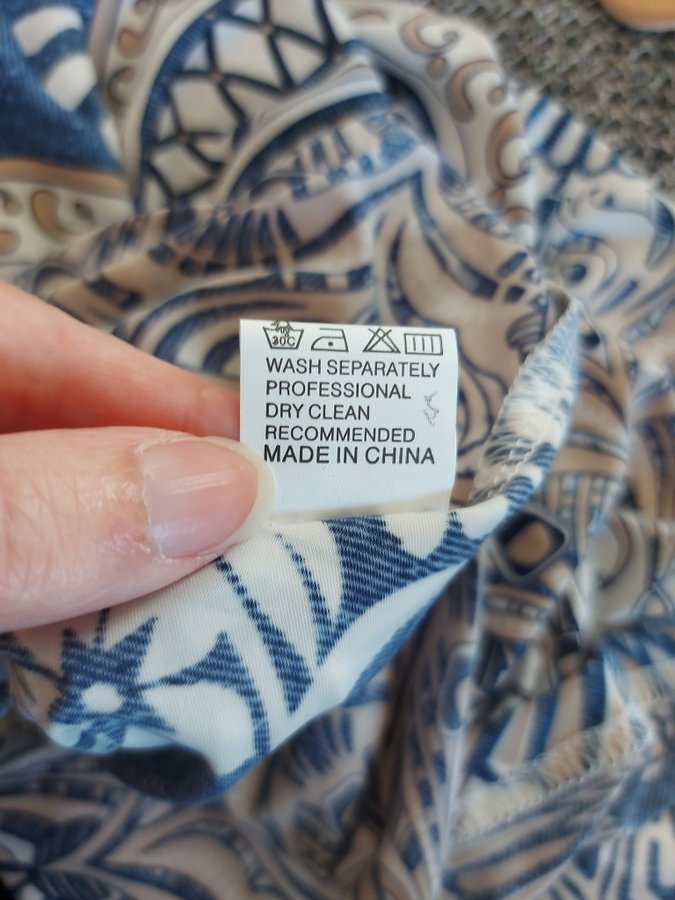 30C
WASH SEPARATELY
PROFESSIONAL
DRY CLEAN
RECOMMENDED
MADE IN CHINA